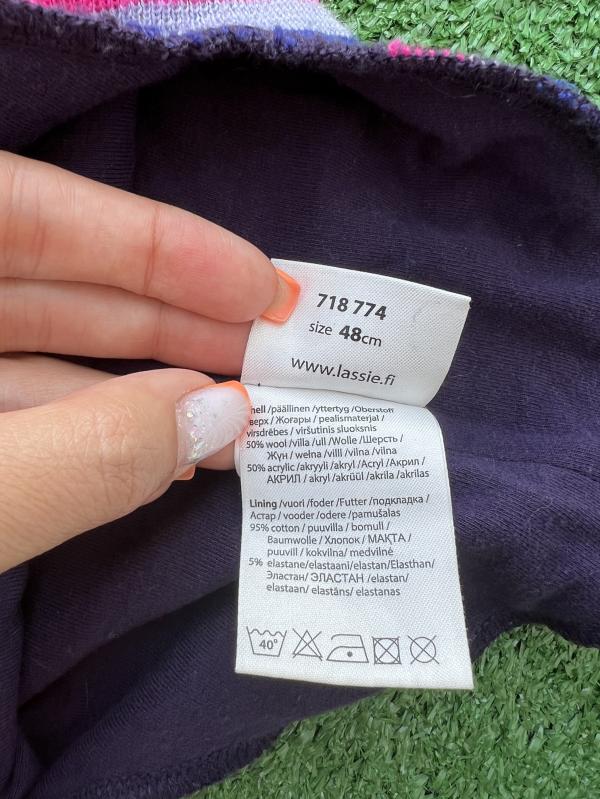 718 774
size 48cm
www.lassie.fi
hell/päällinen/yttertyg/Oberstoff
верх/Жоғары/pealismaterjal/
virsdrēbes/viršutinis sluoksnis
50% wool/villa/ull/Wolle/Шерсть/
Жүн/wełna/villl/vilna/vilna
50% acrylic/akryyli/akryl/Acryl/Акрил/
АКРИЛ/akryl/akrüül/akrila/akrilas
Lining/vuori/foder/Futter/подкладка/
Астар/vooder/odere/pamušalas
95% cotton/puuvilla/bomull/
Baumwolle/Хлопок/МАҚТА/
puuvill/kokvilna/medvilnė
5% elastane/elastaani/elastan/Elasthan/
Эластан/ЭЛАСТАН/elastan/
elastaan/elastāns/elastanas
40°